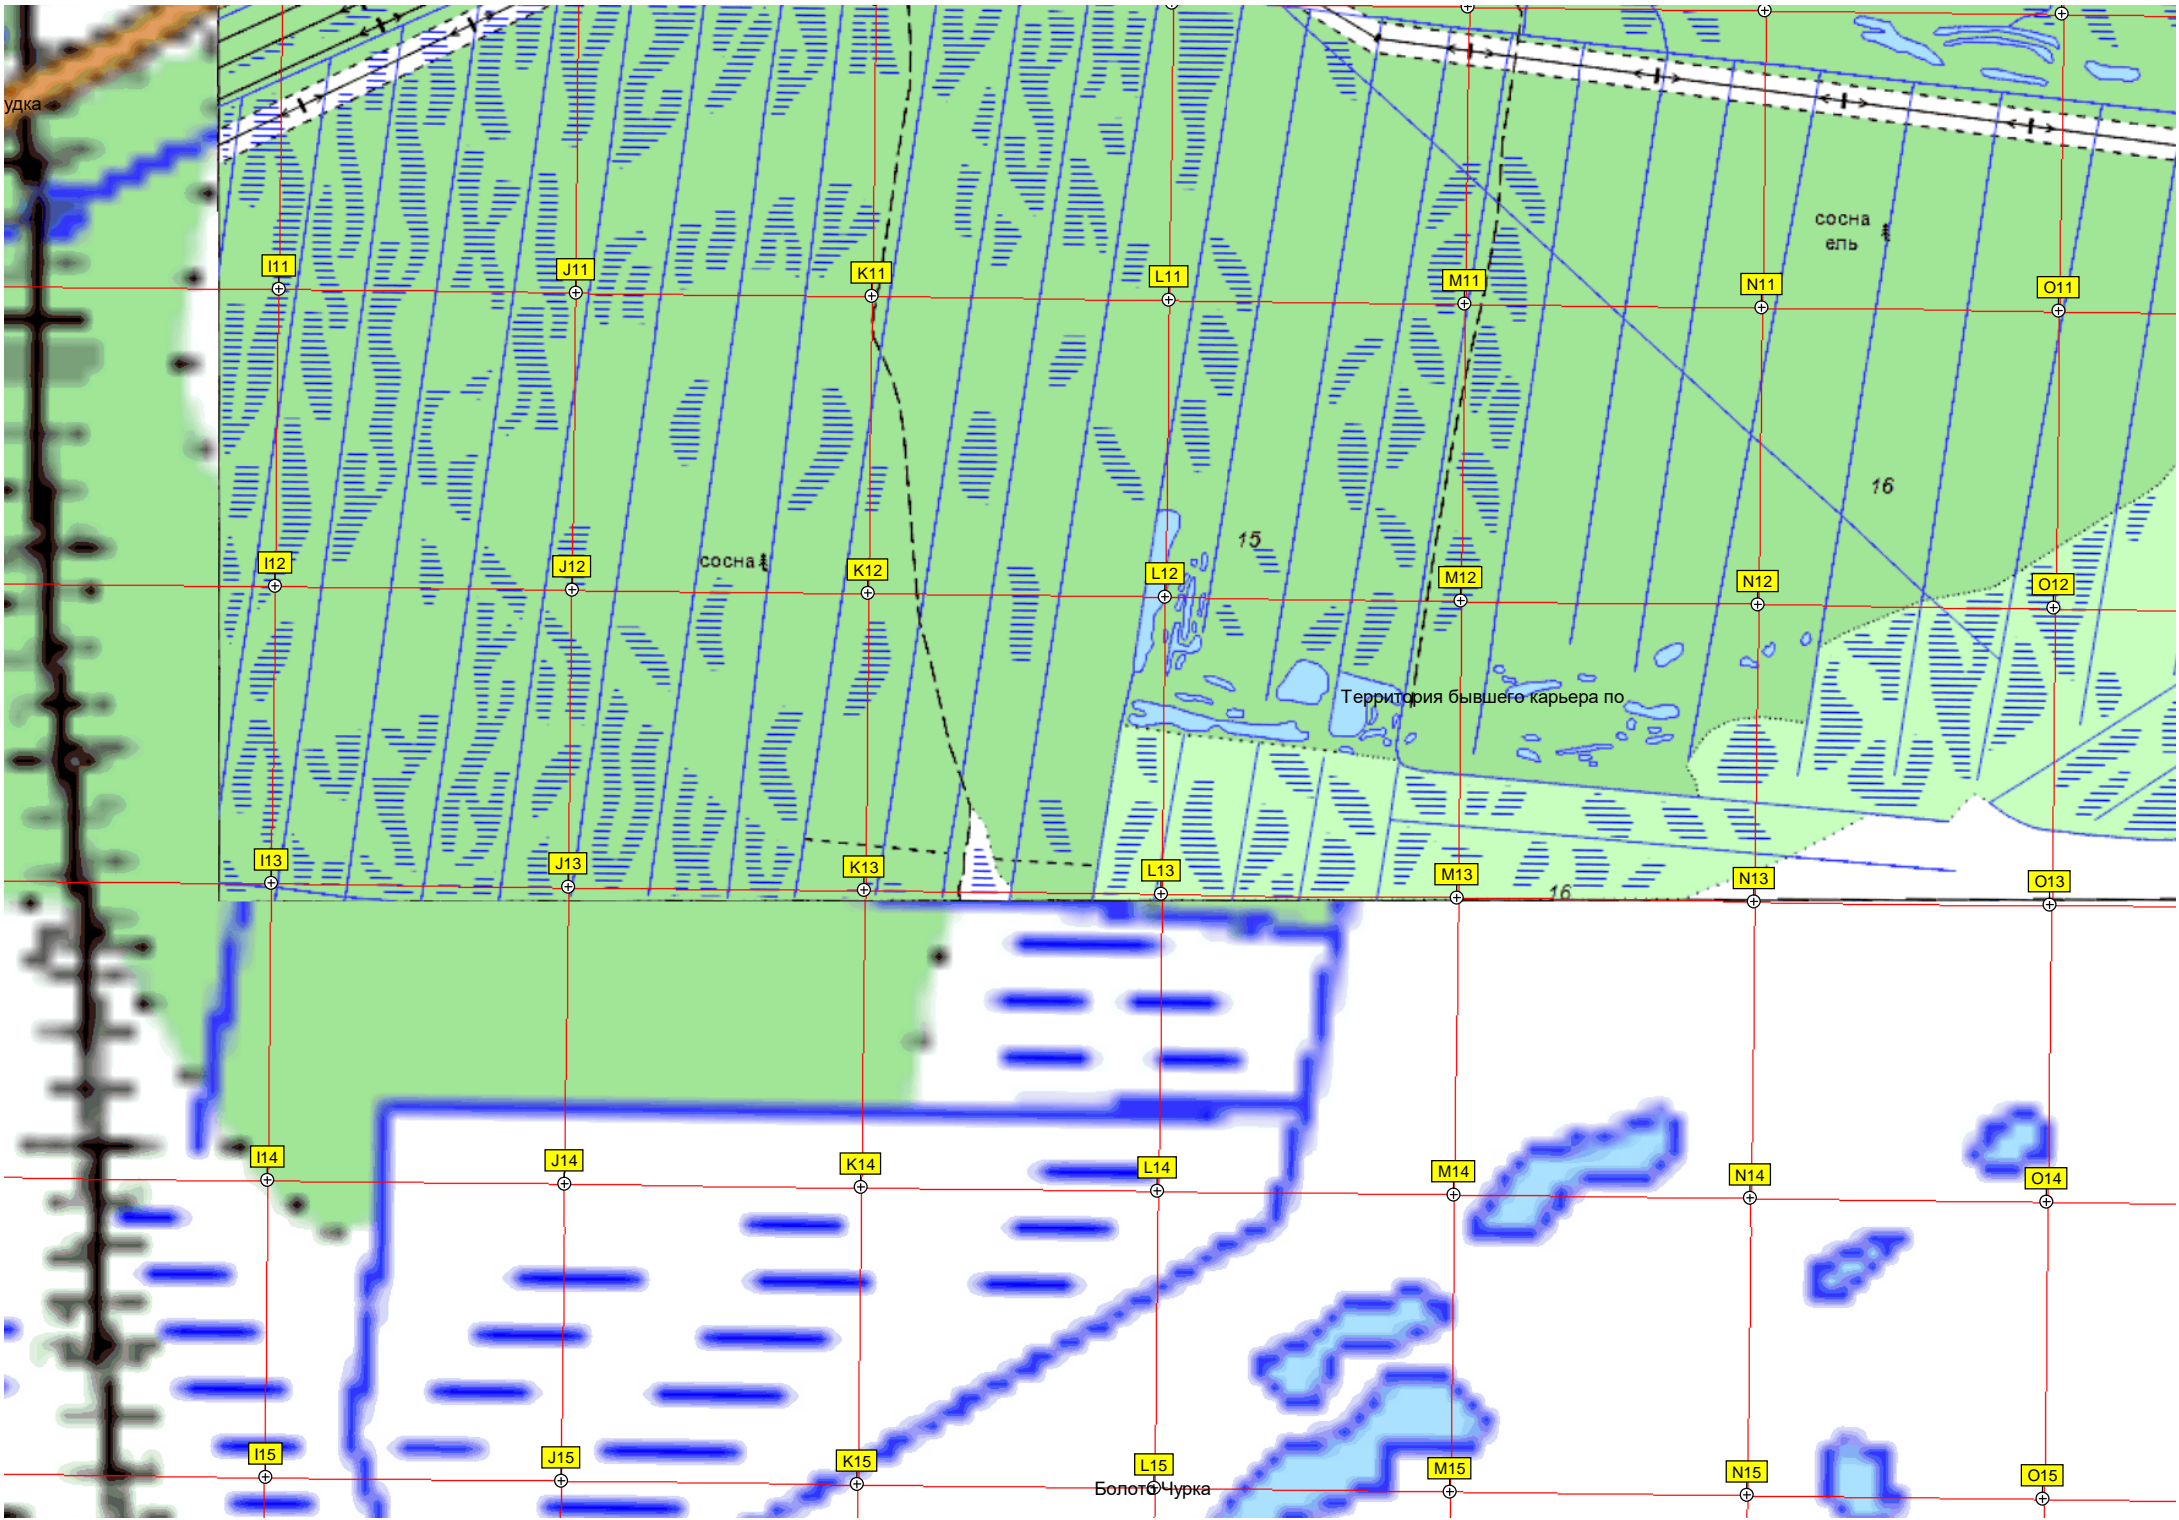 удка
сосна
ель
I11
J11
K11
L11
M11
N11
O11
16
15
сосна
I12
J12
K12
L12
M12
N12
O12
Территория бывшего карьера по
I13
J13
K13
L13
M13
N13
O13
16
I14
J14
K14
L14
M14
N14
O14
I15
J15
K15
L15
M15
N15
O15
Болото Чурка